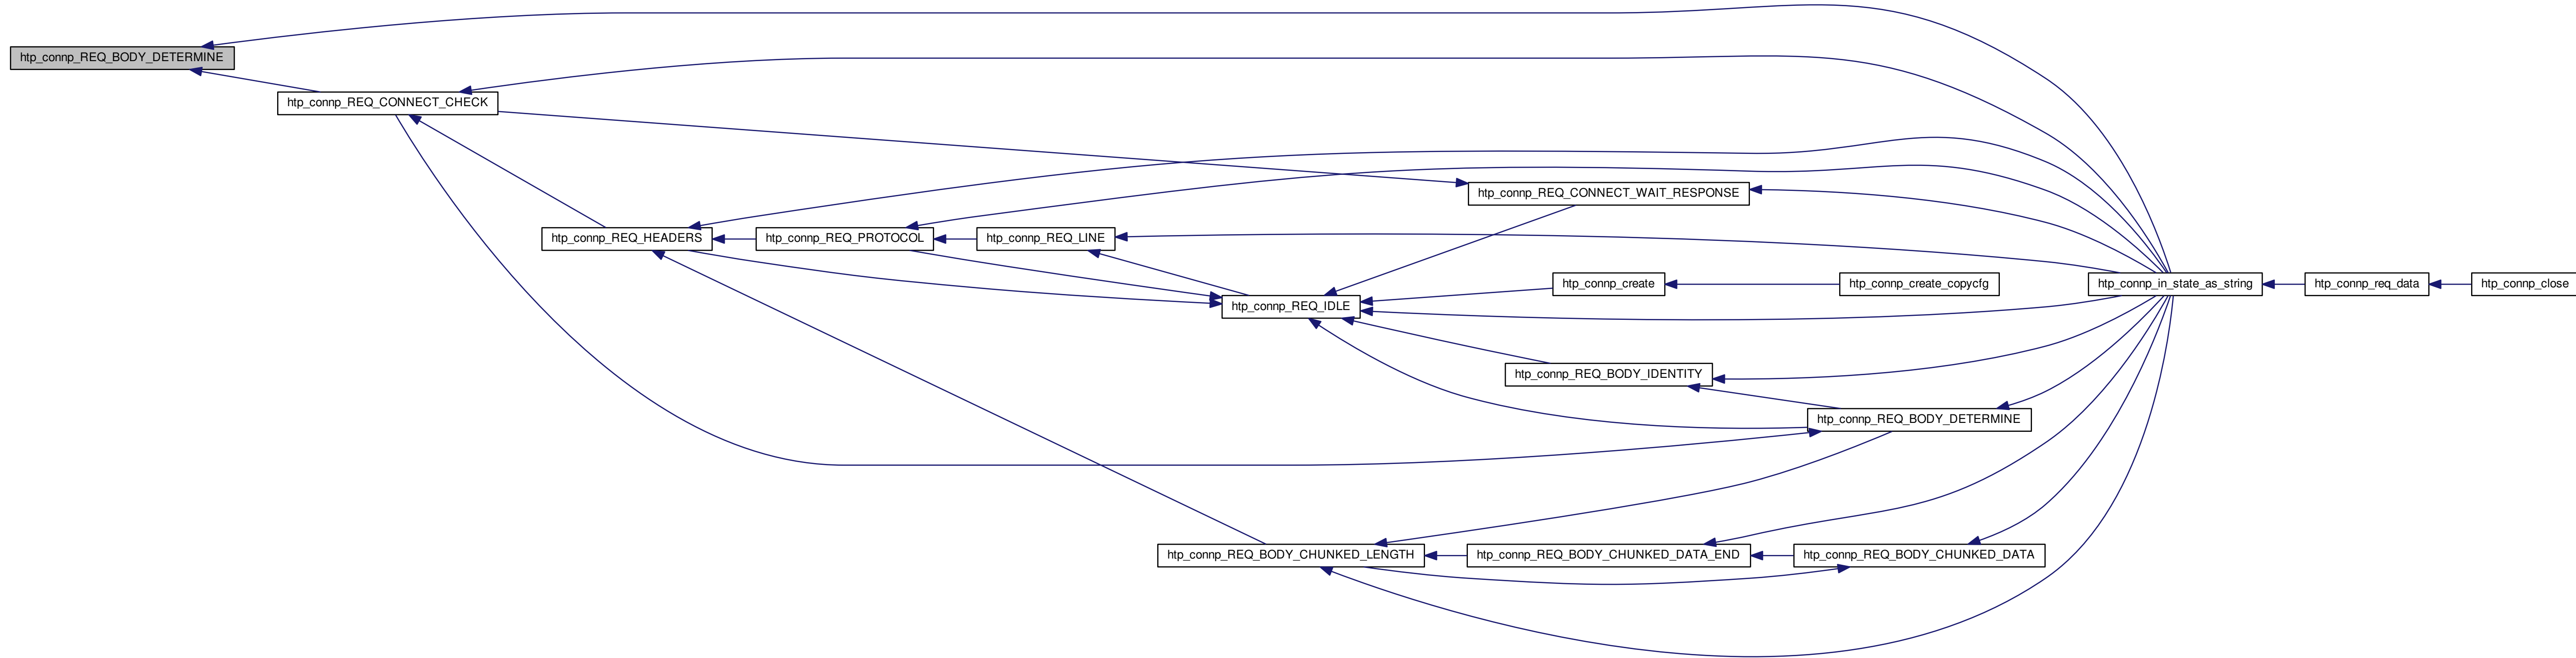 htp_connp_REQ_BODY_DETERMINE
htp_connp_REQ_CONNECT_CHECK
htp_connp_REQ_CONNECT_WAIT_RESPONSE
htp_connp_REQ_HEADERS
htp_connp_REQ_PROTOCOL
htp_connp_REQ_LINE
htp_connp_create
htp_connp_create_copycfg
htp_connp_in_state_as_string
htp_connp_req_data
htp_connp_close
htp_connp_REQ_IDLE
htp_connp_REQ_BODY_IDENTITY
htp_connp_REQ_BODY_DETERMINE
htp_connp_REQ_BODY_CHUNKED_LENGTH
htp_connp_REQ_BODY_CHUNKED_DATA_END
htp_connp_REQ_BODY_CHUNKED_DATA